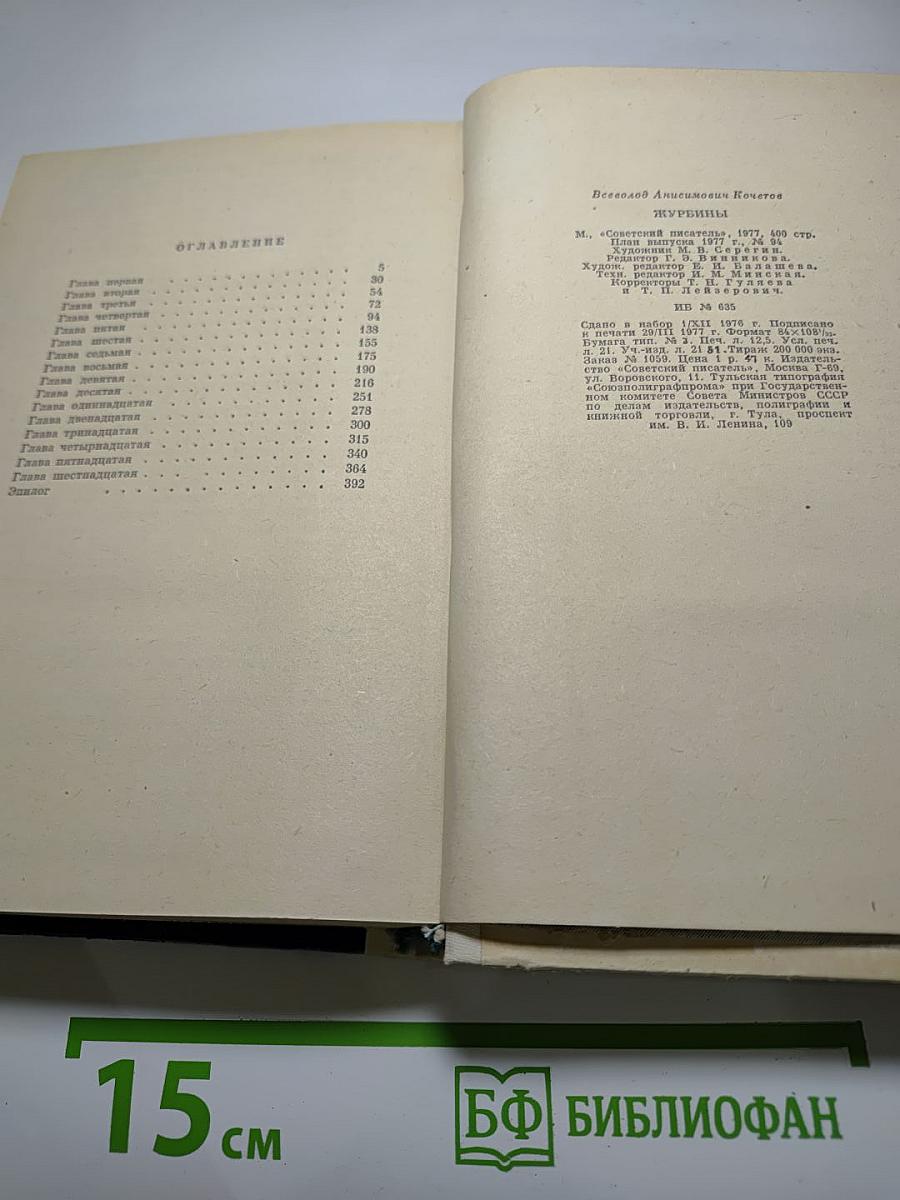 ОГЛАВЛЕНИЕ
Глава первая . . . . . . . . . . . 5
Глава вторая . . . . . . . . . . . 30
Глава третья . . . . . . . . . . . 54
Глава четвертая . . . . . . . . . . . 72
Глава пятая . . . . . . . . . . . 94
Глава шестая . . . . . . . . . . . 138
Глава седьмая . . . . . . . . . . . 155
Глава восьмая . . . . . . . . . . . 175
Глава девятая . . . . . . . . . . . 190
Глава десятая . . . . . . . . . . . 216
Глава одиннадцатая . . . . . . . . . . . 251
Глава двенадцатая . . . . . . . . . . . 278
Глава тринадцатая . . . . . . . . . . . 300
Глава четырнадцатая . . . . . . . . . . . 315
Глава пятнадцатая . . . . . . . . . . . 340
Глава шестнадцатая . . . . . . . . . . . 364
Эпилог . . . . . . . . . . . 392
Всеволод Анисимович Кочетов
ЖУРБИНЫ
М., «Советский писатель», 1977, 400 стр.
План выпуска 1977 г., № 94
Художник М. В. Серегин.
Редактор Г. Э. Винникова.
Худож. редактор Е. И. Балашева.
Техн. редактор И. М. Минская.
Корректоры Т. Н. Гуляева
и Т. П. Лейзерович.
ИБ № 635
Сдано в набор 1/XII 1976 г. Подписано
к печати 29/III 1977 г. Формат 84×108¹/₃₂.
Бумага тип. № 3. Печ. л. 12,5. Усл. печ.
л. 21. Уч.-изд. л. 21,51. Тираж 200 000 экз.
Заказ № 1059. Цена 1 р. 47 к. Издатель-
ство «Советский писатель», Москва Г-69,
ул. Воровского, 11. Тульская типография
«Союзполиграфпрома» при Государствен-
ном комитете Совета Министров СССР
по делам издательств, полиграфии и
книжной торговли, г. Тула, проспект
им. В. И. Ленина, 109
15 см
БФ БИБЛИОФАН